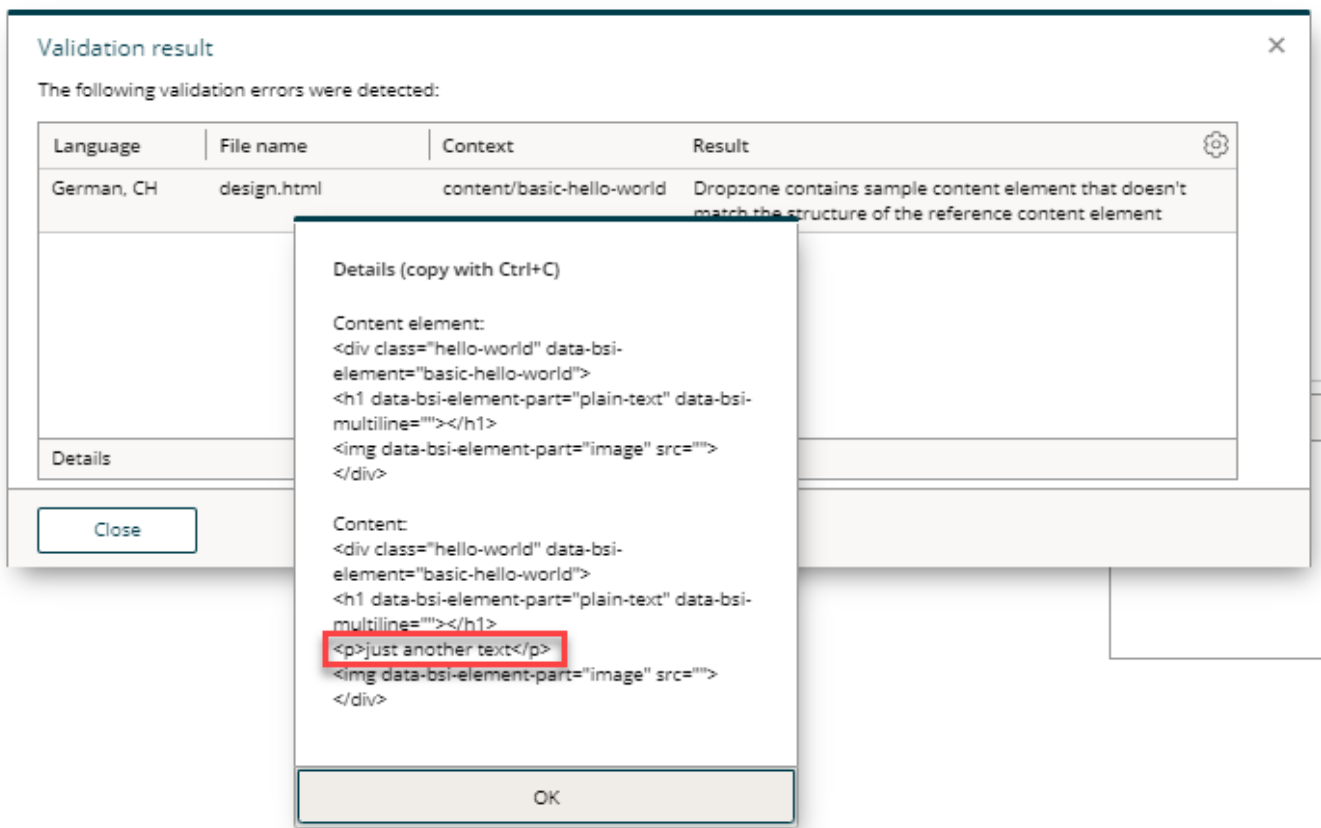 Validation result
The following validation errors were detected:
Language File name Context Result
German, CH design.html content/basic-hello-world Dropzone contains sample content element that doesn't
match the structure of the reference content element
Details (copy with Ctrl+C)
Content element:
<div class="hello-world" data-bsi-
element="basic-hello-world">
<h1 data-bsi-element-part="plain-text" data-bsi-
multiline=""></h1>
<img data-bsi-element-part="image" src="">
</div>
Content:
<div class="hello-world" data-bsi-
element="basic-hello-world">
<h1 data-bsi-element-part="plain-text" data-bsi-
multiline=""></h1>
<p>just another text</p>
<img data-bsi-element-part="image" src="">
</div>
OK
Details
Close